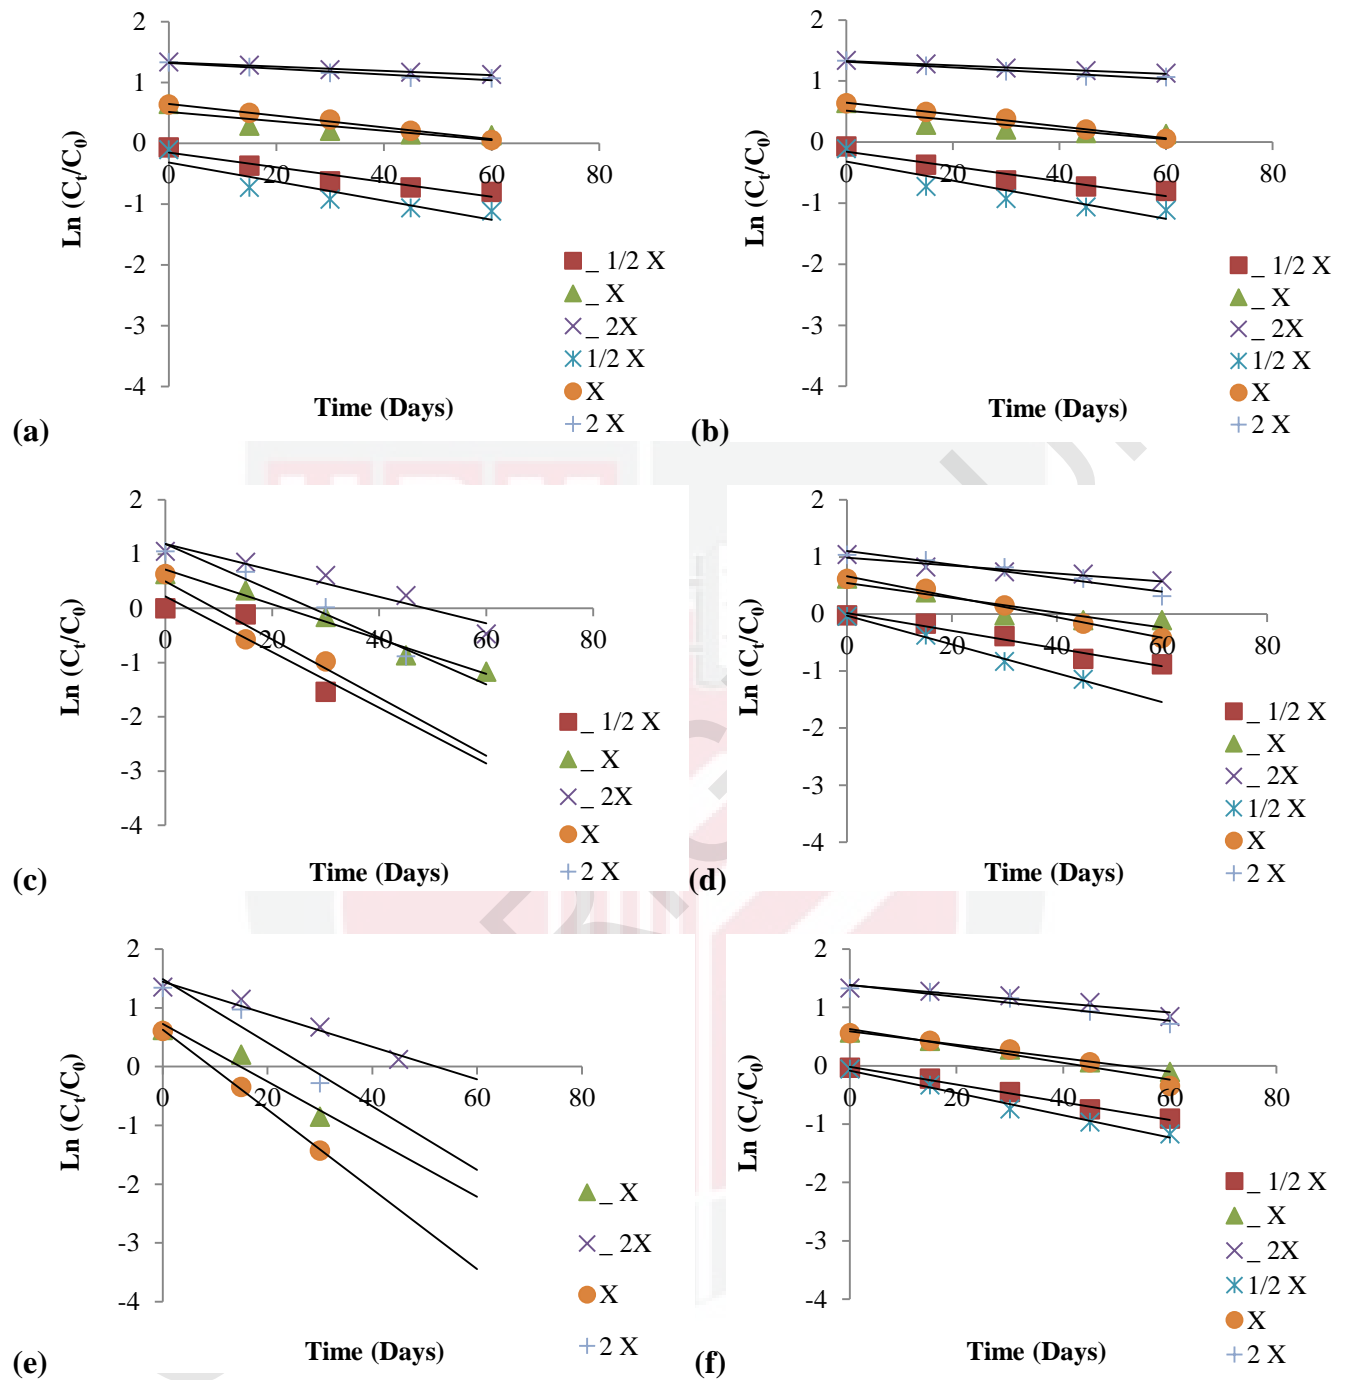 2
1
0
-1
-2
-3
-4
0
20
40
60
80
Ln (Ct/C0)
Time (Days)
_ 1/2 X
_ X
_ 2X
1/2 X
X
2 X
(a)
2
1
0
-1
-2
-3
-4
0
20
40
60
80
Ln (Ct/C0)
Time (Days)
_ 1/2 X
_ X
_ 2X
1/2 X
X
2 X
(b)
2
1
0
-1
-2
-3
-4
0
20
40
60
80
Ln (Ct/C0)
Time (Days)
_ 1/2 X
_ X
_ 2X
X
2 X
(c)
2
1
0
-1
-2
-3
-4
0
20
40
60
80
Ln (Ct/C0)
Time (Days)
_ 1/2 X
_ X
_ 2X
1/2 X
X
2 X
(d)
2
1
0
-1
-2
-3
-4
0
20
40
60
80
Ln (Ct/C0)
Time (Days)
_ X
_ 2X
X
2 X
(e)
2
1
0
-1
-2
-3
-4
0
20
40
60
80
Ln (Ct/C0)
Time (Days)
_ 1/2 X
_ X
_ 2X
1/2 X
X
2 X
(f)